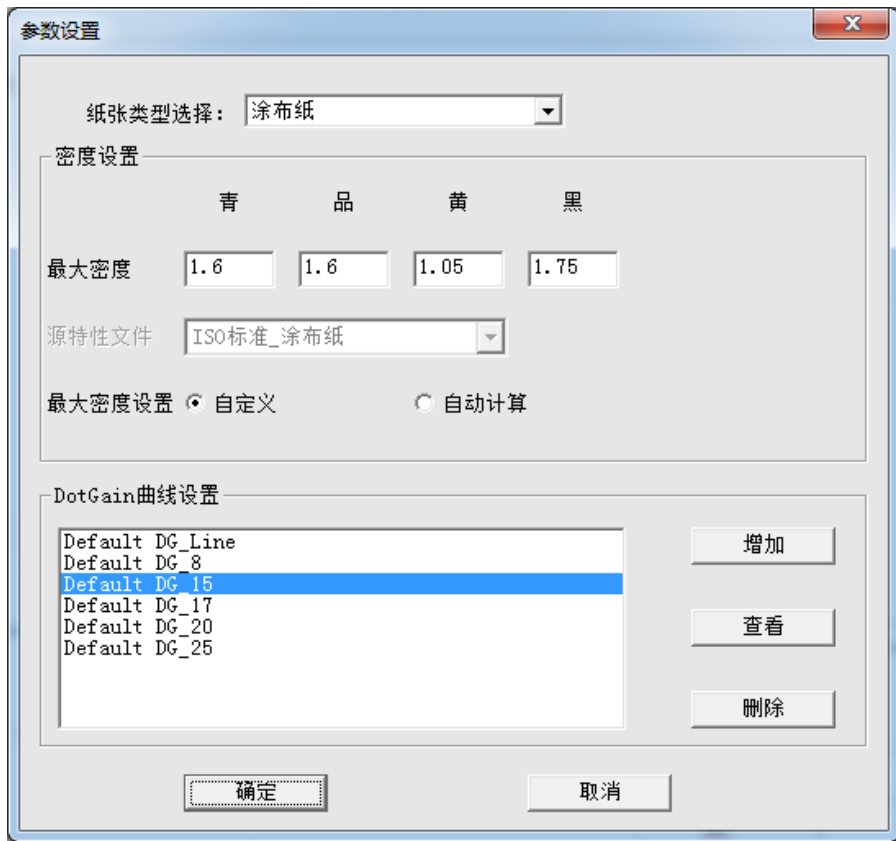 参数设置
纸张类型选择： 涂布纸
密度设置
青 品 黄 黑
最大密度 1.6 1.6 1.05 1.75
源特性文件 ISO标准_涂布纸
最大密度设置 自定义 自动计算
DotGain曲线设置
Default DG_Line
Default DG_8
Default DG_15
Default DG_17
Default DG_20
Default DG_25
增加
查看
删除
确定 取消